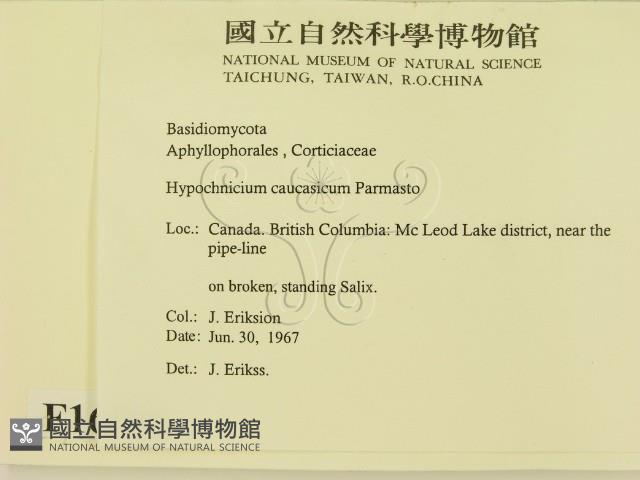 國立自然科學博物館
NATIONAL MUSEUM OF NATURAL SCIENCE
TAICHUNG, TAIWAN, R.O.CHINA
Basidiomycota
Aphyllophorales , Corticiaceae
Hypochnicium caucasicum Parmasto
Loc.: Canada. British Columbia: Mc Leod Lake district, near the
pipe-line
on broken, standing Salix.
Col.: J. Eriksion
Date: Jun. 30, 1967
Det.: J. Erikss.
國立自然科學博物館
NATIONAL MUSEUM OF NATURAL SCIENCE